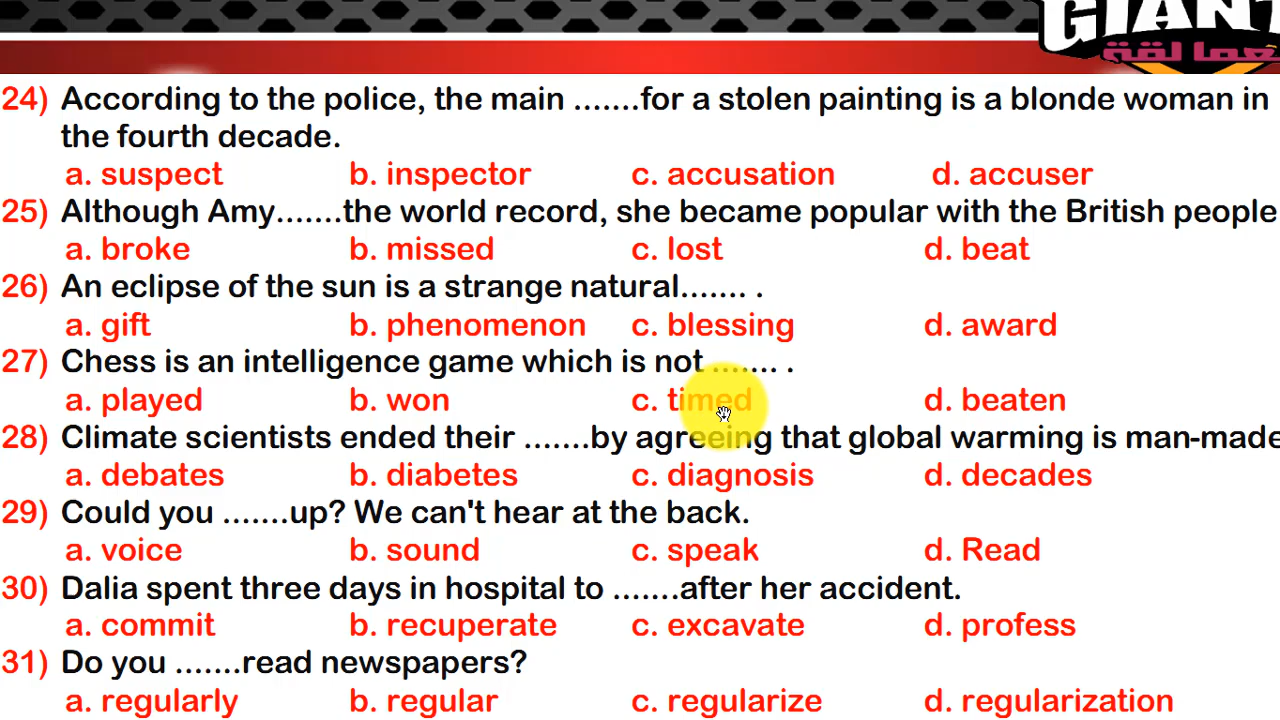 GIANT
عمالقة
24) According to the police, the main .......for a stolen painting is a blonde woman in
the fourth decade.
a. suspect b. inspector c. accusation d. accuser
25) Although Amy.......the world record, she became popular with the British people
a. broke b. missed c. lost d. beat
26) An eclipse of the sun is a strange natural....... .
a. gift b. phenomenon c. blessing d. award
27) Chess is an intelligence game which is not ....... .
a. played b. won c. timed d. beaten
28) Climate scientists ended their .......by agreeing that global warming is man-made
a. debates b. diabetes c. diagnosis d. decades
29) Could you .......up? We can't hear at the back.
a. voice b. sound c. speak d. Read
30) Dalia spent three days in hospital to .......after her accident.
a. commit b. recuperate c. excavate d. profess
31) Do you .......read newspapers?
a. regularly b. regular c. regularize d. regularization